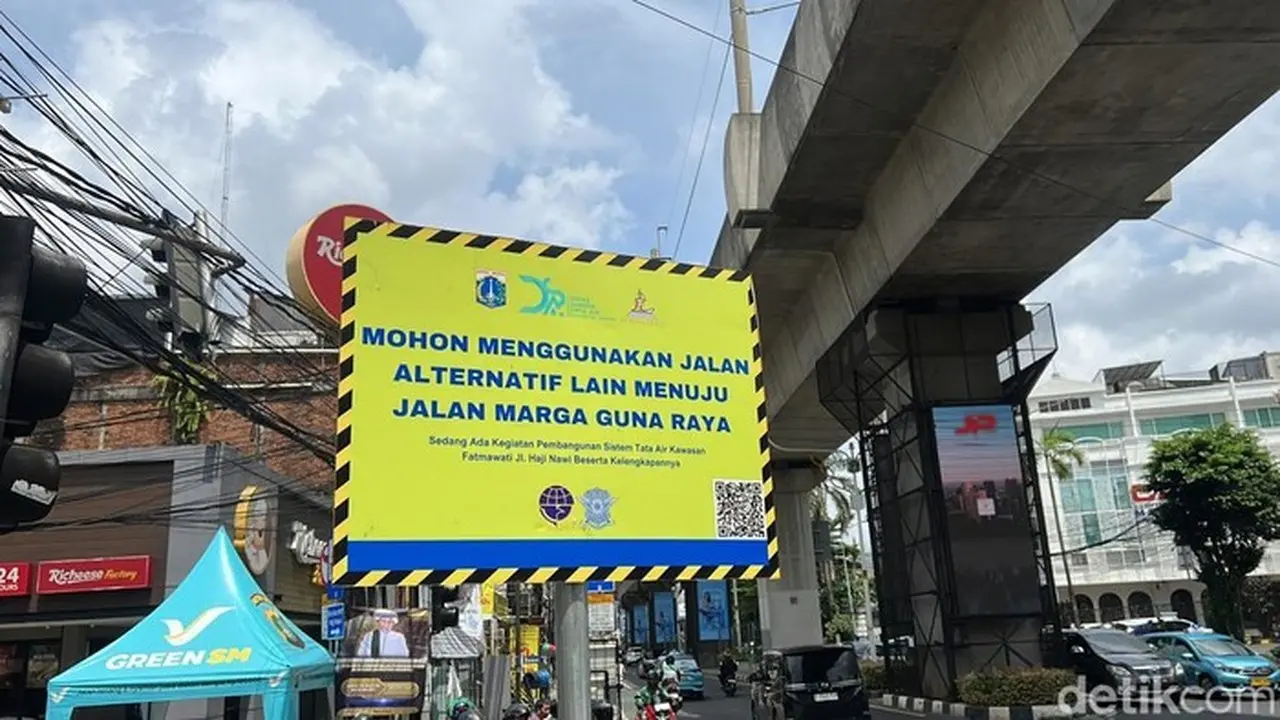 MOHON MENGGUNAKAN JALAN
ALTERNATIF LAIN MENUJU
JALAN MARGA GUNA RAYA
Sedang Ada Kegiatan Pembangunan Sistem Tata Air Kawasan
Fatmawati Jl. Haji Nawi Beserta Kelengkapannya
24
Richeese Factory
GREEN SM
detikcom